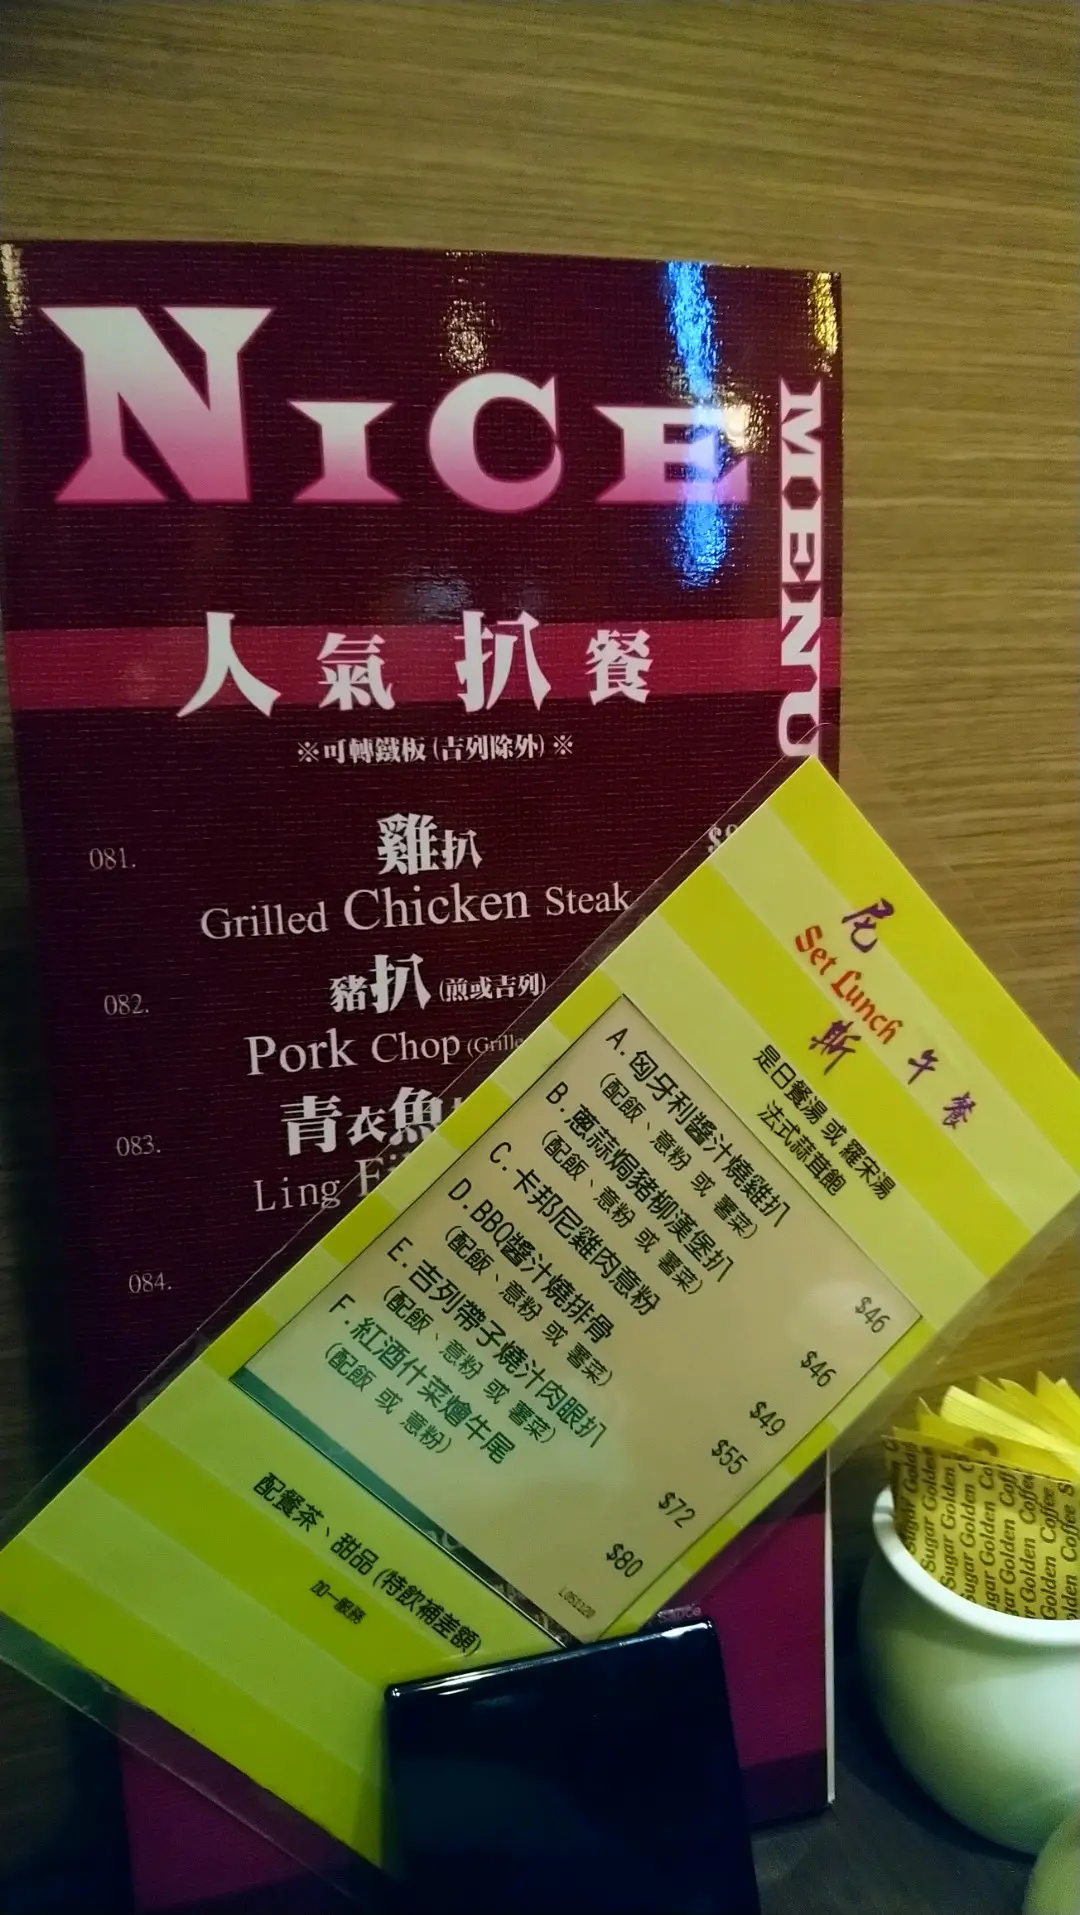 NICE
MENU
人氣扒餐
※可轉鐵板(吉列除外)※
081. 雞扒
Grilled Chicken Steak
082. 豬扒(煎或吉列)
Pork Chop
083. 青衣魚
Ling
084.
尼斯午餐
Set Lunch
是日餐湯 或 羅宋湯
法式蒜茸飽
A.匈牙利醬汁燒雞扒 $46
(配飯、意粉 或 薯菜)
B.蔥蒜焗豬柳漢堡扒 $46
(配飯、意粉 或 薯菜)
C.卡邦尼雞肉意粉 $49
D.BBQ醬汁燒排骨 $55
(配飯、意粉 或 薯菜)
E.吉列帶子燒汁肉眼扒 $72
(配飯、意粉 或 薯菜)
F.紅酒什菜燴牛尾 $80
(配飯 或 意粉)
L051120
配餐茶、甜品(特飲補差額)
加一服務
Sugar Golden Coffee